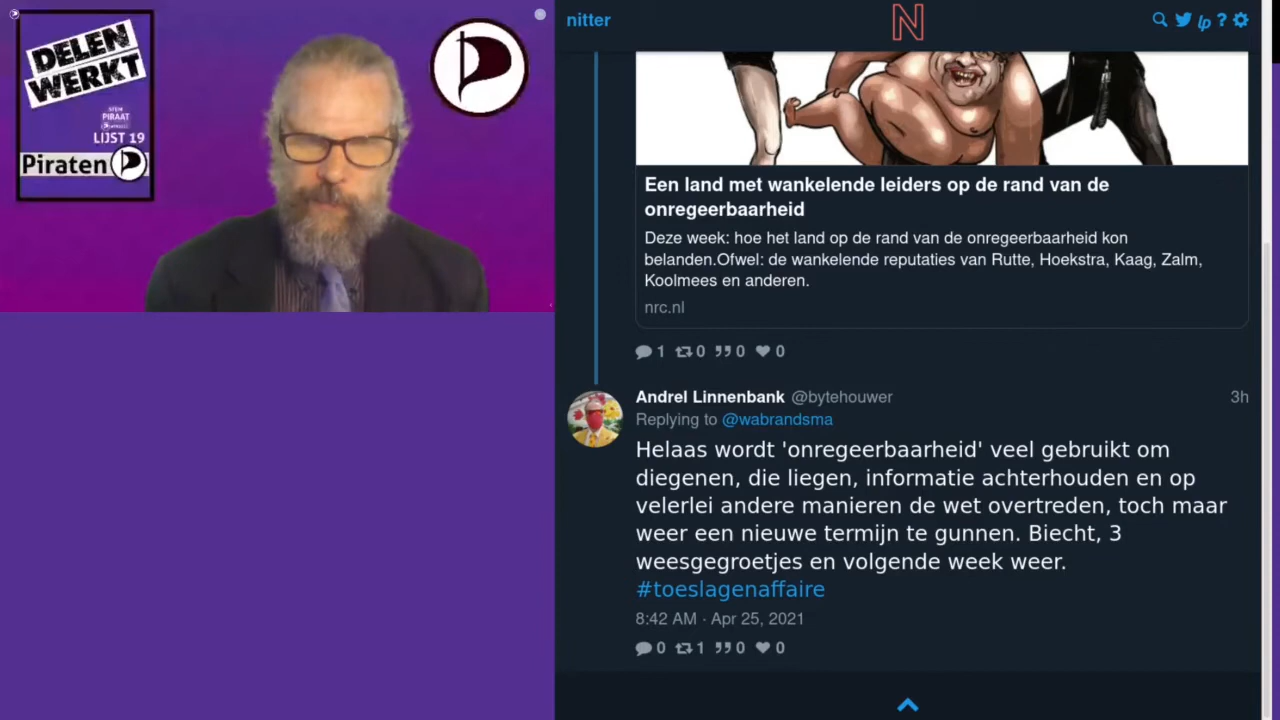 DELEN
WERKT
STEM
PIRAAT
LIJST 19
Piraten
nitter
N
?
Een land met wankelende leiders op de rand van de
onregeerbaarheid
Deze week: hoe het land op de rand van de onregeerbaarheid kon
belanden.Ofwel: de wankelende reputaties van Rutte, Hoekstra, Kaag, Zalm,
Koolmees en anderen.
nrc.nl
1 0 0 0
Andrel Linnenbank @bytehouwer 3h
Replying to @wabrandsma
Helaas wordt 'onregeerbaarheid' veel gebruikt om
diegenen, die liegen, informatie achterhouden en op
velerlei andere manieren de wet overtreden, toch maar
weer een nieuwe termijn te gunnen. Biecht, 3
weesgegroetjes en volgende week weer.
#toeslagenaffaire
8:42 AM · Apr 25, 2021
0 1 0 0